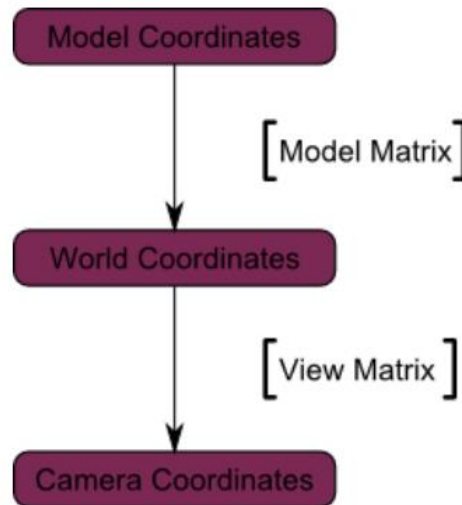 Model Coordinates
[Model Matrix]
World Coordinates
[View Matrix]
Camera Coordinates